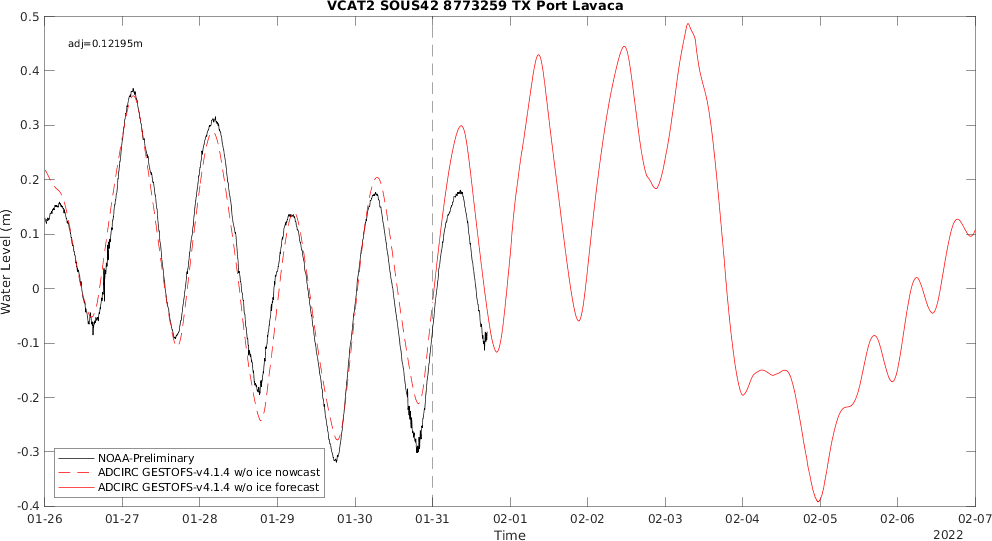 VCAT2 SOUS42 8773259 TX Port Lavaca
adj=0.12195m
Water Level (m)
0.5
0.4
0.3
0.2
0.1
0
-0.1
-0.2
-0.3
-0.4
NOAA-Preliminary
ADCIRC GESTOFS-v4.1.4 w/o ice nowcast
ADCIRC GESTOFS-v4.1.4 w/o ice forecast
01-26 01-27 01-28 01-29 01-30 01-31 02-01 02-02 02-03 02-04 02-05 02-06 02-07
Time
2022